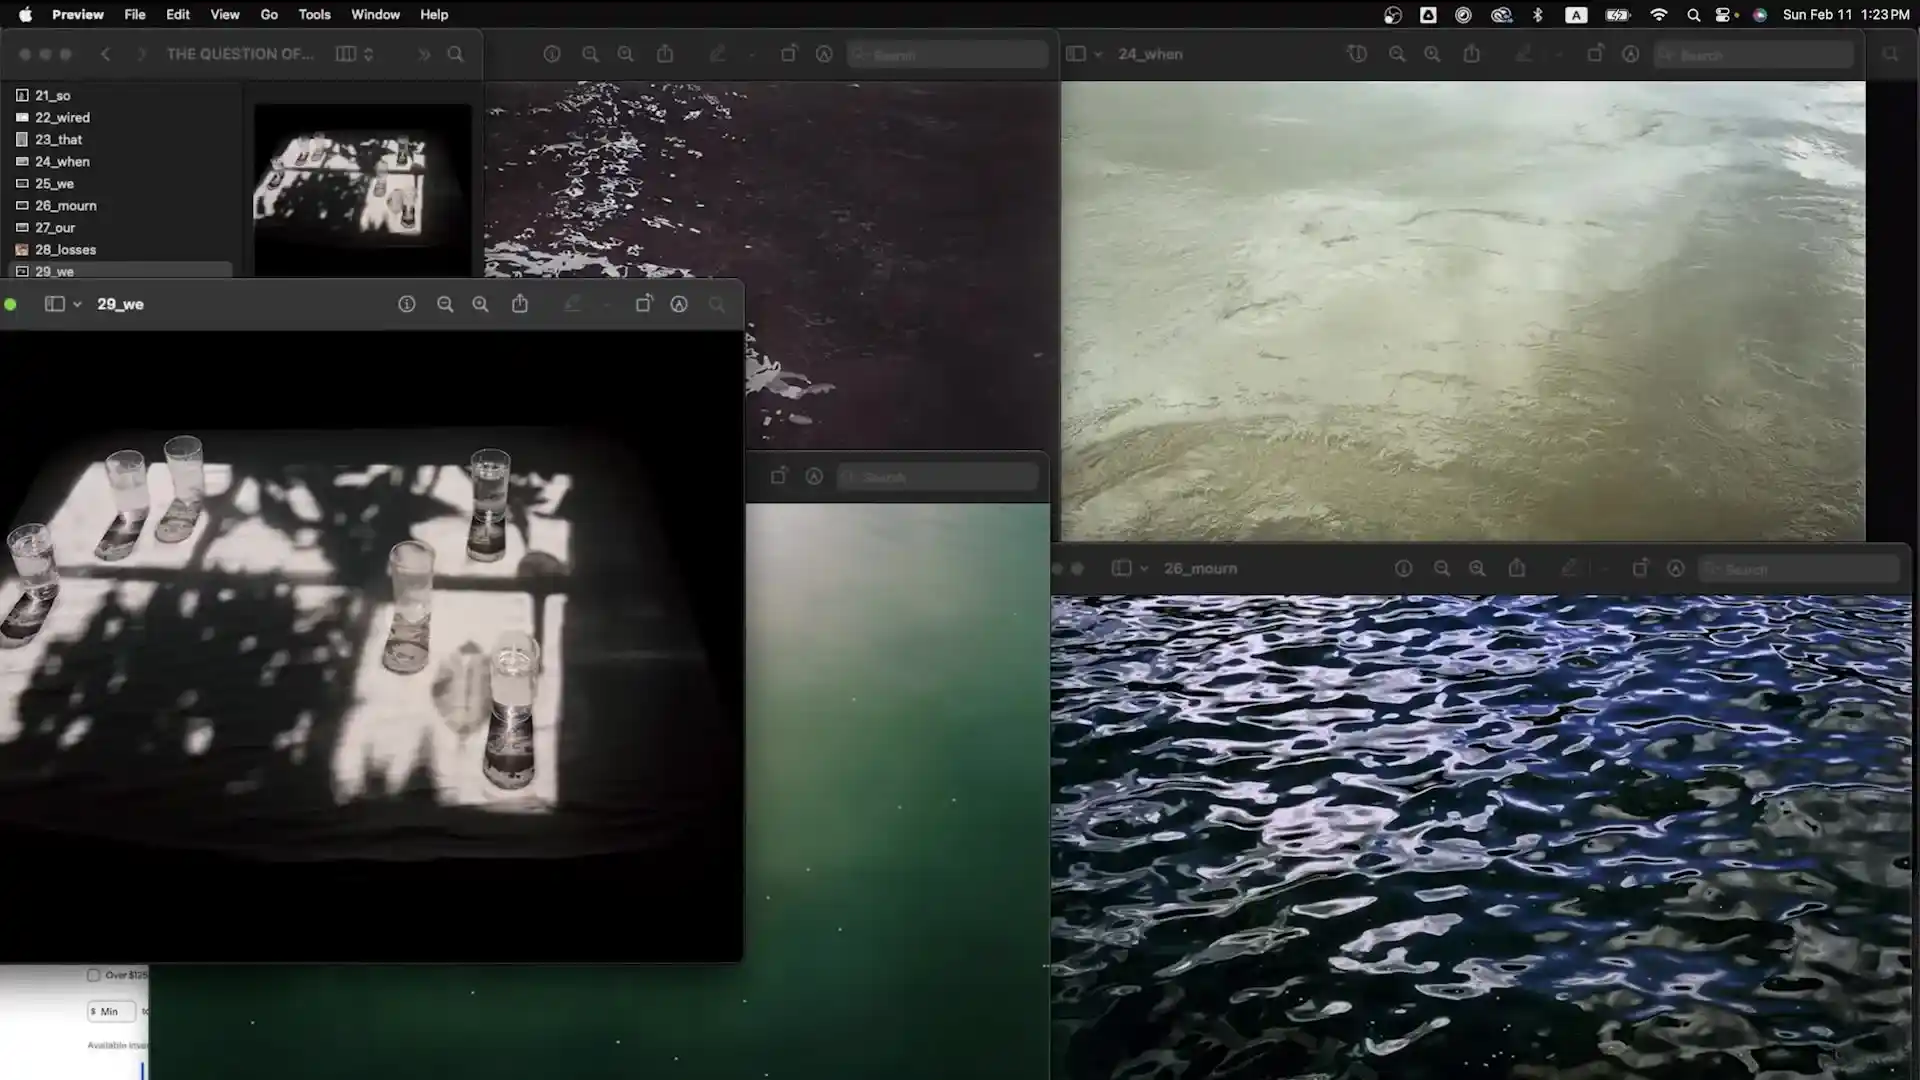 Preview File Edit View Go Tools Window Help
A
Sun Feb 11 1:23 PM
THE QUESTION OF...
Search
24_when
Search
21_so
22_wired
23_that
24_when
25_we
26_mourn
27_our
28_losses
29_we
29_we
Search
26_mourn
Search
Over $125
$ Min to
Available